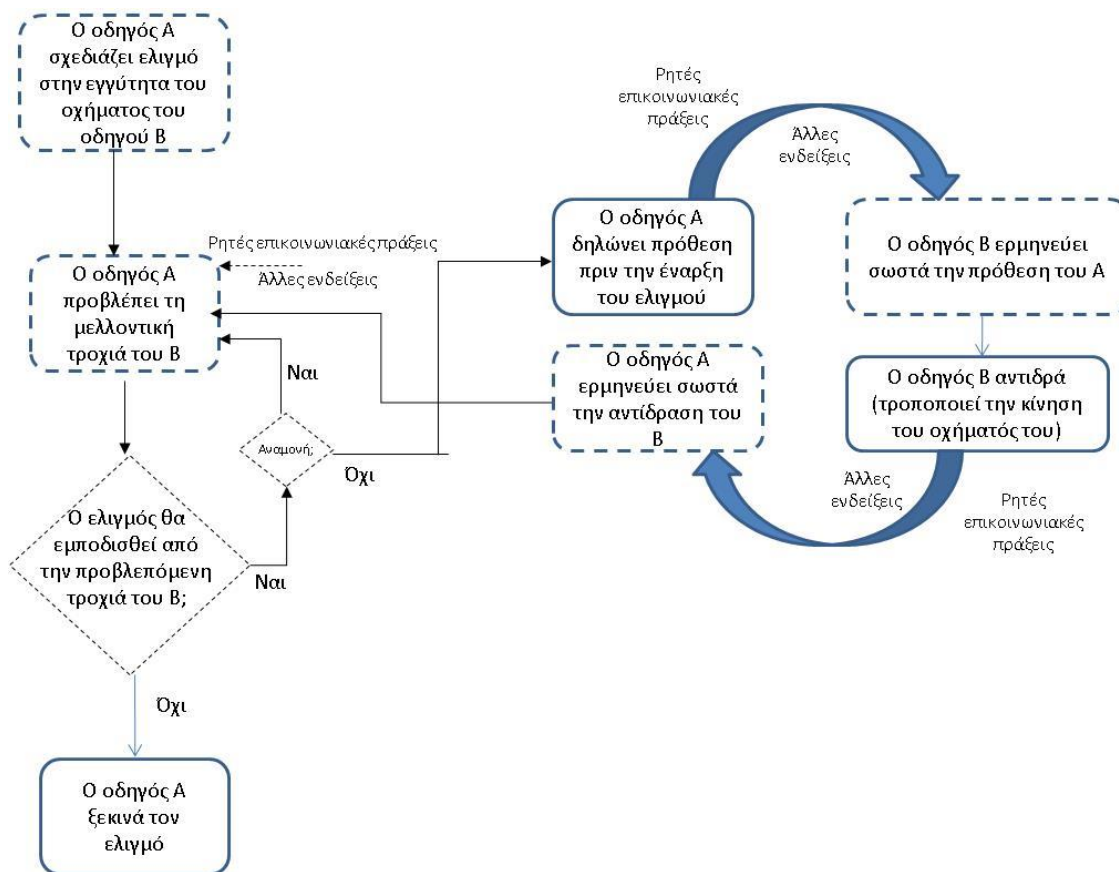 Ο οδηγός Α
σχεδιάζει ελιγμό
στην εγγύτητα του
οχήματος του
οδηγού Β
Ο οδηγός Α
προβλέπει τη
μελλοντική
τροχιά του Β
Ρητές επικοινωνιακές πράξεις
Άλλες ενδείξεις
Ναι
Αναμονή;
Όχι
Ο ελιγμός θα
εμποδισθεί από
την προβλεπόμενη
τροχιά του Β;
Ναι
Όχι
Ο οδηγός Α
ξεκινά τον
ελιγμό
Ο οδηγός Α
δηλώνει πρόθεση
πριν την έναρξη
του ελιγμού
Ρητές
επικοινωνιακές
πράξεις
Άλλες
ενδείξεις
Ο οδηγός Β ερμηνεύει
σωστά την πρόθεση του Α
Ο οδηγός Β αντιδρά
(τροποποιεί την κίνηση
του οχήματός του)
Άλλες
ενδείξεις
Ρητές
επικοινωνιακές
πράξεις
Ο οδηγός Α
ερμηνεύει σωστά
την αντίδραση του
Β